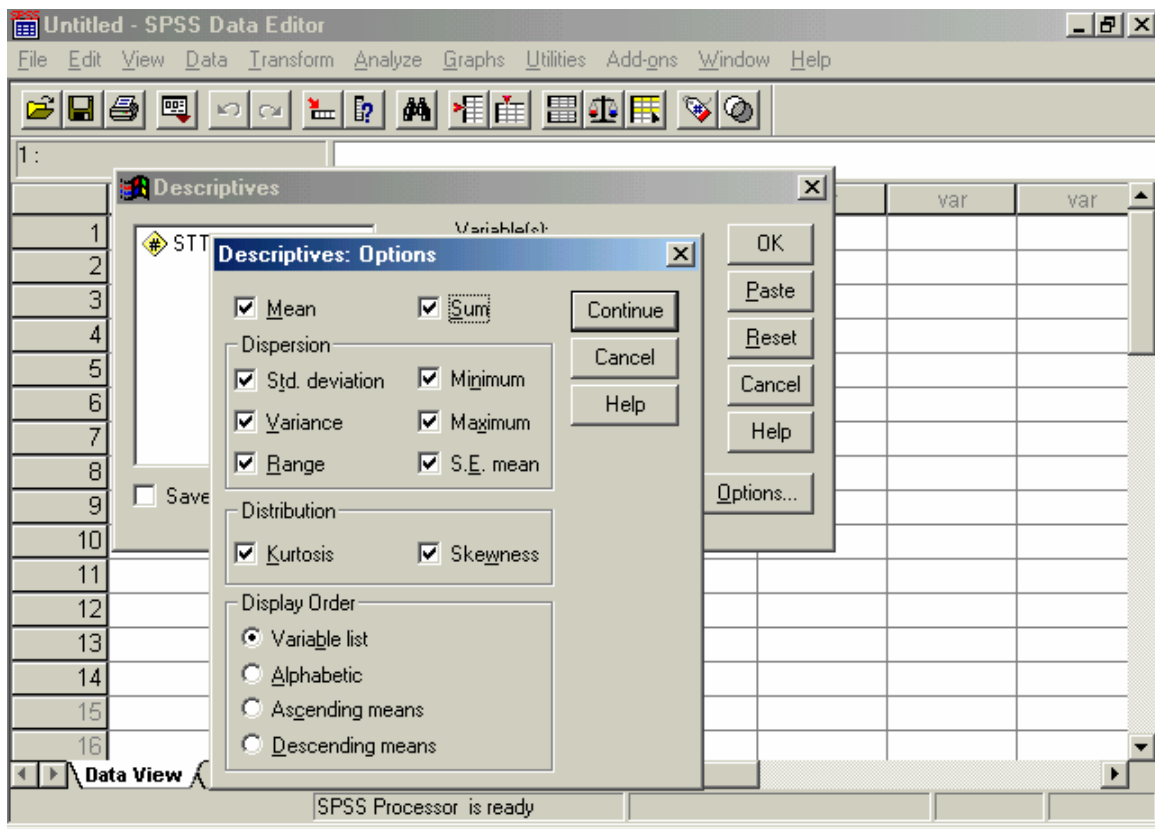 Untitled - SPSS Data Editor
File Edit View Data Transform Analyze Graphs Utilities Add-ons Window Help
1 :
Descriptives
var var
STT
Variable(s):
Descriptives: Options
Mean
Sum
Dispersion
Std. deviation
Minimum
Variance
Maximum
Range
S.E. mean
Distribution
Kurtosis
Skewness
Display Order
Variable list
Alphabetic
Ascending means
Descending means
Continue
Cancel
Help
OK
Paste
Reset
Cancel
Help
Options...
Save
1
2
3
4
5
6
7
8
9
10
11
12
13
14
15
16
Data View
SPSS Processor is ready